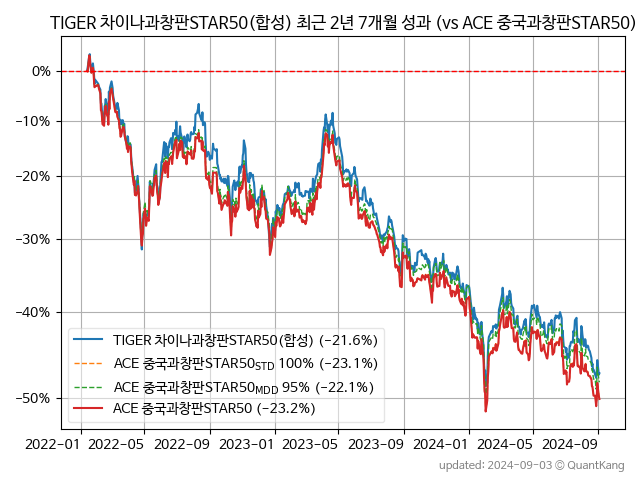 TIGER 차이나과창판STAR50(합성) 최근 2년 7개월 성과 (vs ACE 중국과창판STAR50)
0%
−10%
−20%
−30%
−40%
−50%
TIGER 차이나과창판STAR50(합성) (−21.6%)
ACE 중국과창판STAR50STD 100% (−23.1%)
ACE 중국과창판STAR50MDD 95% (−22.1%)
ACE 중국과창판STAR50 (−23.2%)
2022-01 2022-05 2022-09 2023-01 2023-05 2023-09 2024-01 2024-05 2024-09
updated: 2024-09-03 © QuantKang